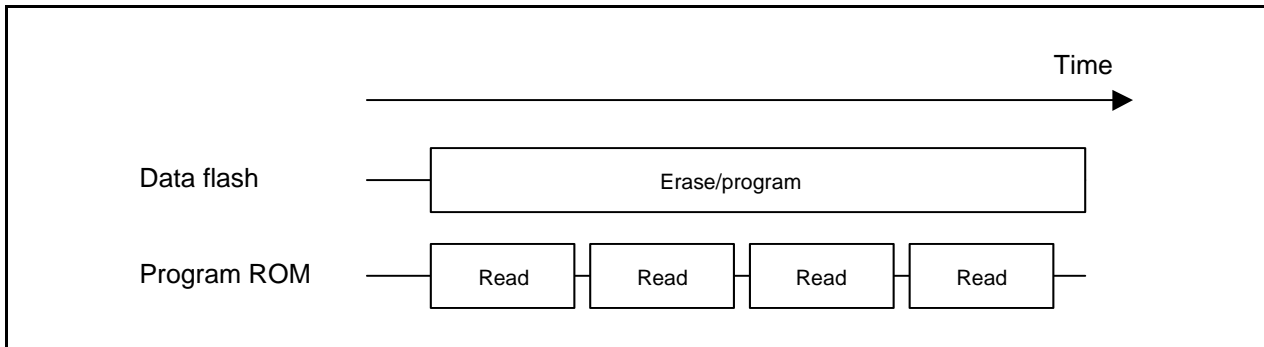 Time
Data flash
Erase/program
Program ROM
Read
Read
Read
Read